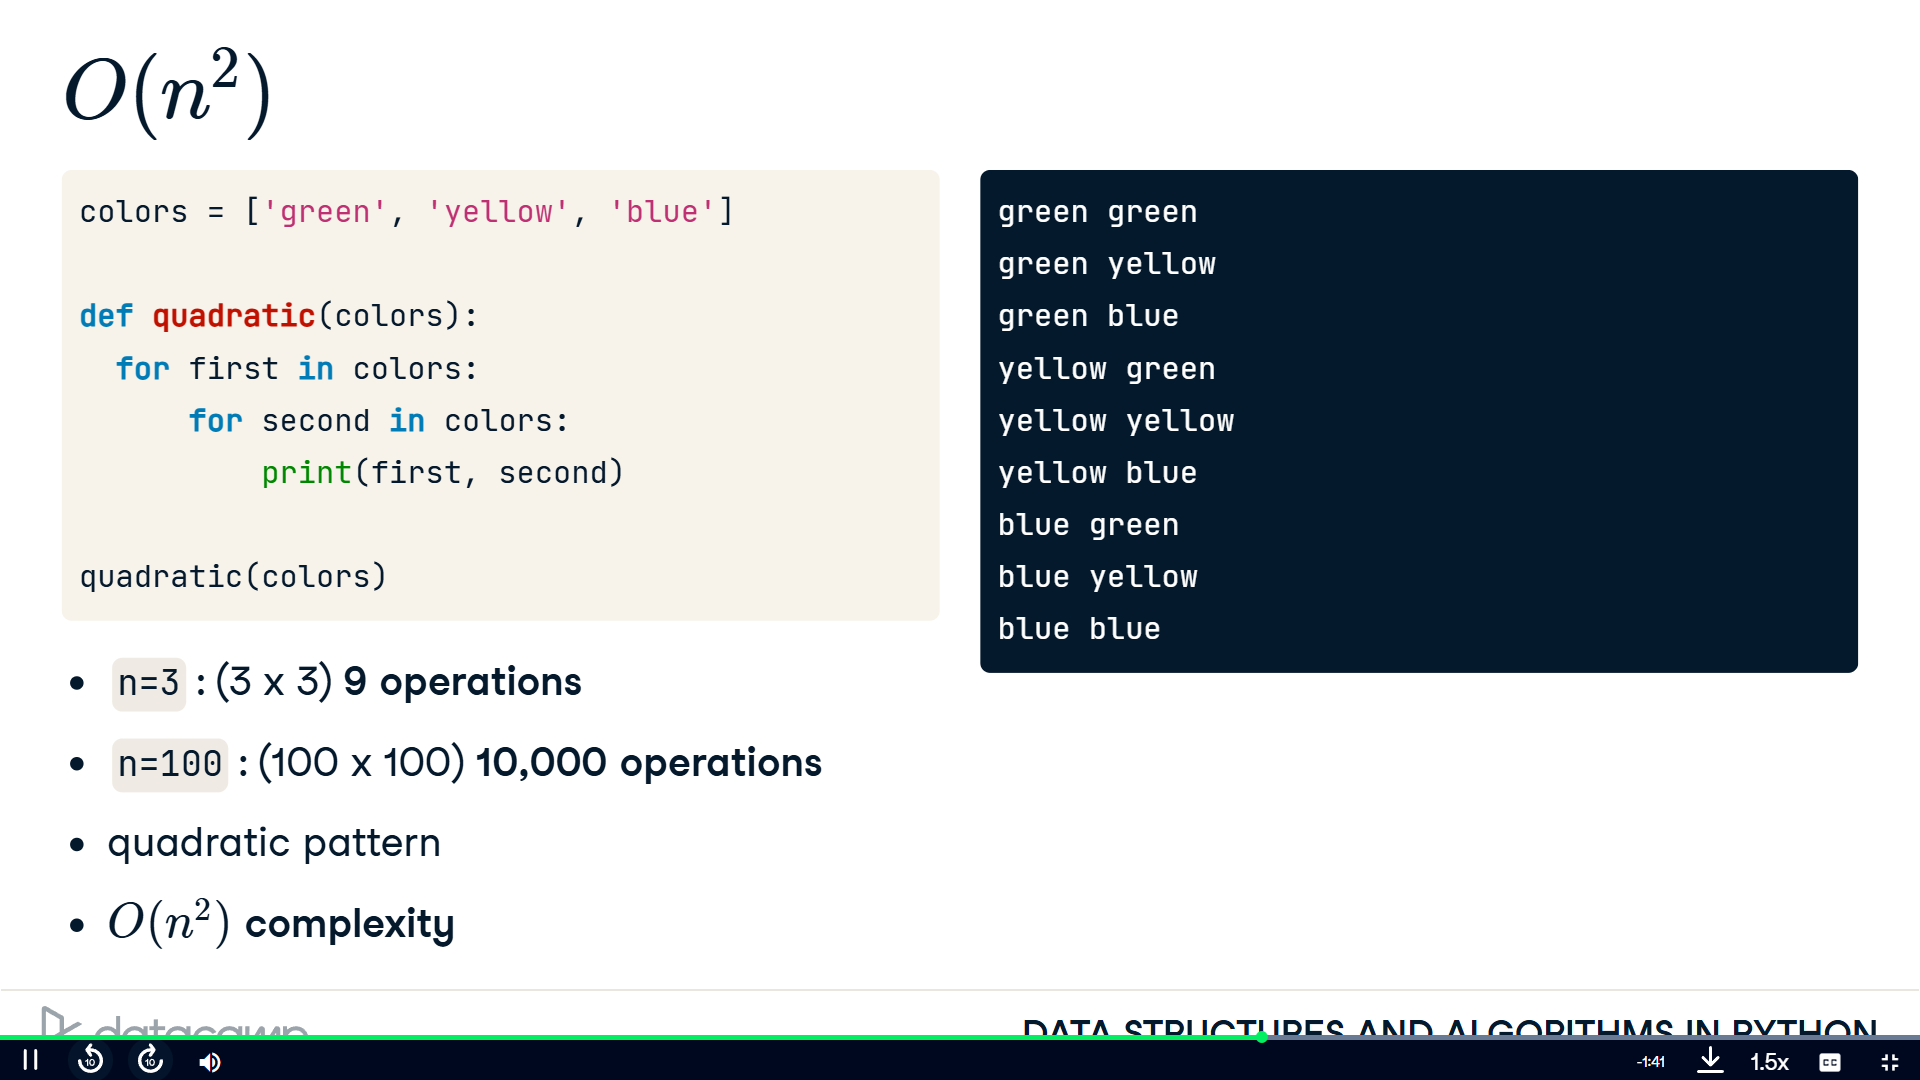 O(n²)
colors = ['green', 'yellow', 'blue']
def quadratic(colors):
  for first in colors:
      for second in colors:
          print(first, second)
quadratic(colors)
green green
green yellow
green blue
yellow green
yellow yellow
yellow blue
blue green
blue yellow
blue blue
• n=3 : (3 x 3) 9 operations
• n=100 : (100 x 100) 10,000 operations
• quadratic pattern
• O(n²) complexity
datacamp
DATA STRUCTURES AND ALGORITHMS IN PYTHON
10 10 -1:41 1.5x CC